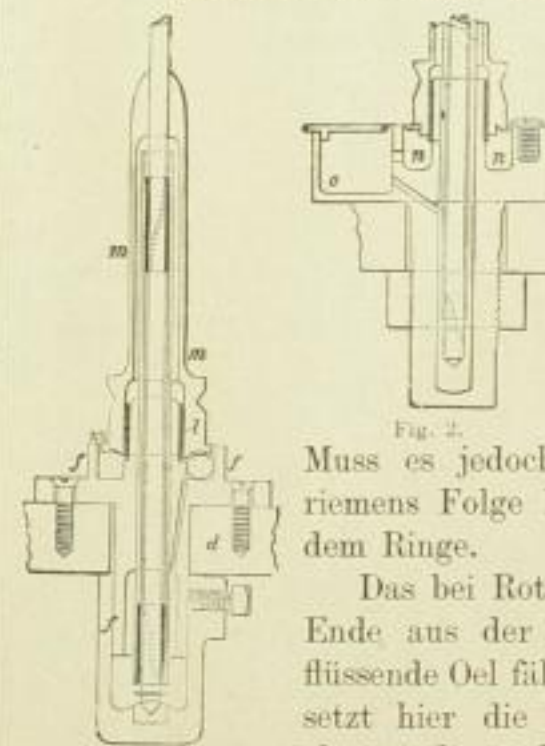 m
m
l
f
f
d
f
n
n
o
Fig. 2.
Muss es jedoch
riemens Folge
dem Ringe.
Das bei Rot
Ende aus der
flüssende Oel fäl
setzt hier die